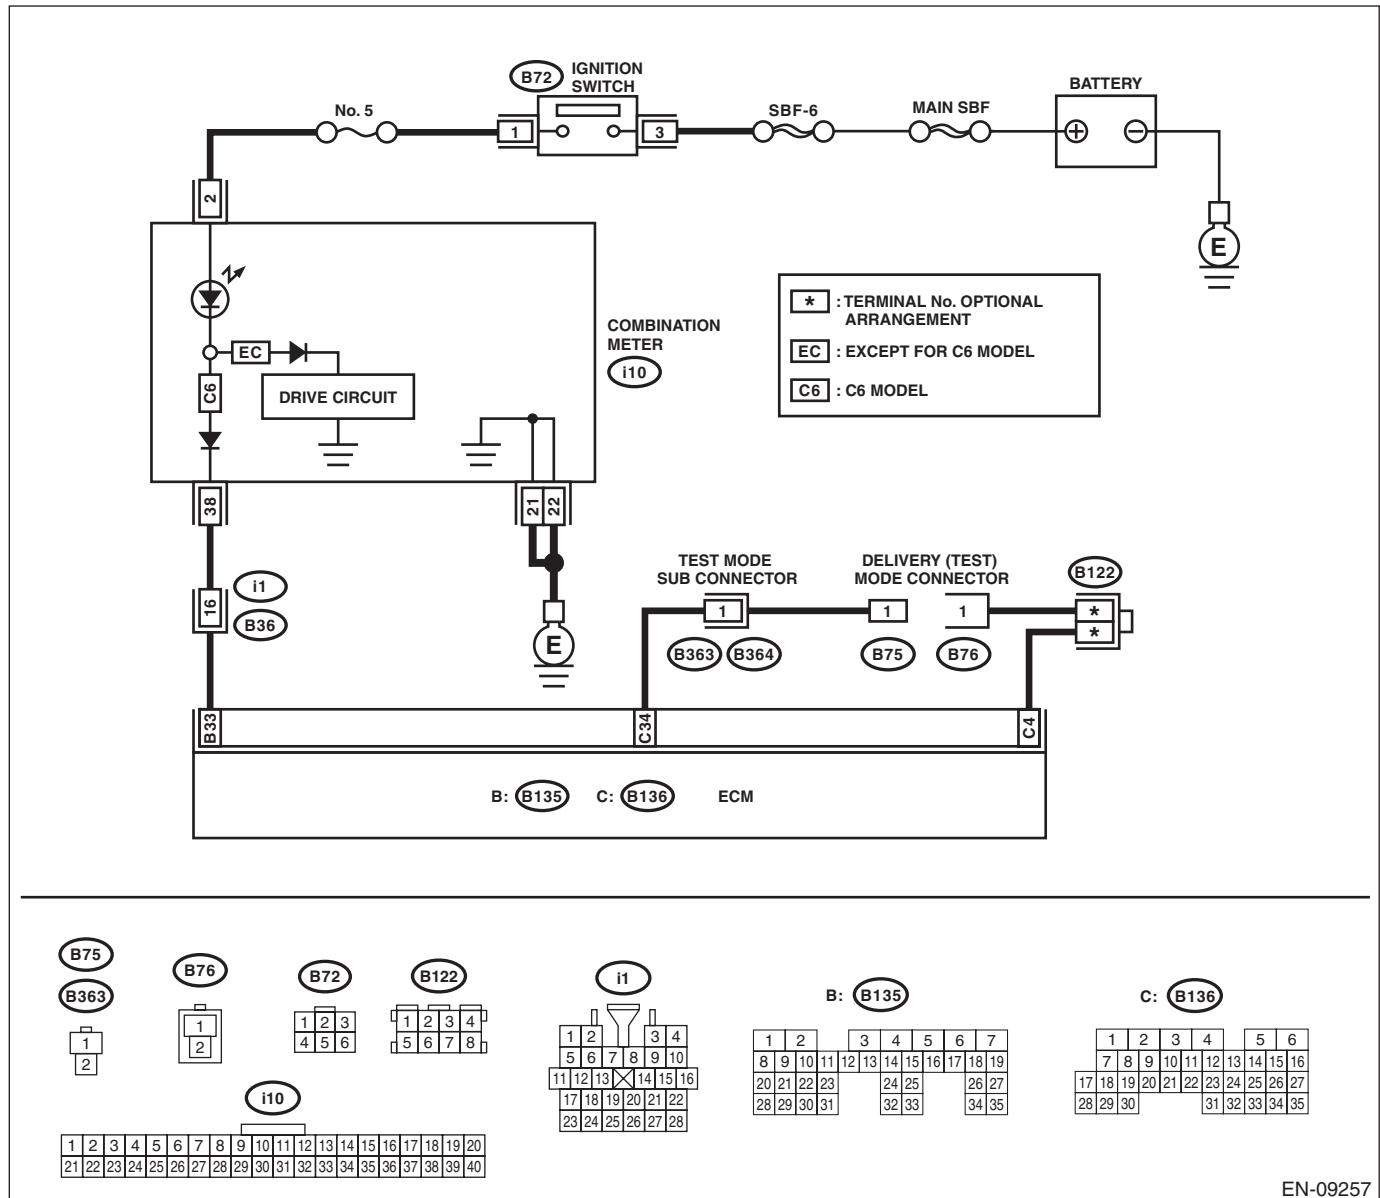 B72
IGNITION
SWITCH
No. 5
1
3
SBF-6
MAIN SBF
BATTERY
+
−
E
2
EC
C6
DRIVE CIRCUIT
COMBINATION
METER
i10
* : TERMINAL No. OPTIONAL
ARRANGEMENT
EC : EXCEPT FOR C6 MODEL
C6 : C6 MODEL
38
21 22
16
i1
B36
E
TEST MODE
SUB CONNECTOR
1
B363 B364
DELIVERY (TEST)
MODE CONNECTOR
1 1
B75 B76
B122
*
*
B33
C34
C4
B: B135 C: B136 ECM
B75
B363
1
2
B76
1
2
B72
1 2 3
4 5 6
B122
1 2 3 4
5 6 7 8
i10
1 2 3 4 5 6 7 8 9 10 11 12 13 14 15 16 17 18 19 20
21 22 23 24 25 26 27 28 29 30 31 32 33 34 35 36 37 38 39 40
i1
1 2 3 4
5 6 7 8 9 10
11 12 13 14 15 16
17 18 19 20 21 22
23 24 25 26 27 28
B: B135
1 2 3 4 5 6 7
8 9 10 11 12 13 14 15 16 17 18 19
20 21 22 23 24 25 26 27
28 29 30 31 32 33 34 35
C: B136
1 2 3 4 5 6
7 8 9 10 11 12 13 14 15 16
17 18 19 20 21 22 23 24 25 26 27
28 29 30 31 32 33 34 35
EN-09257